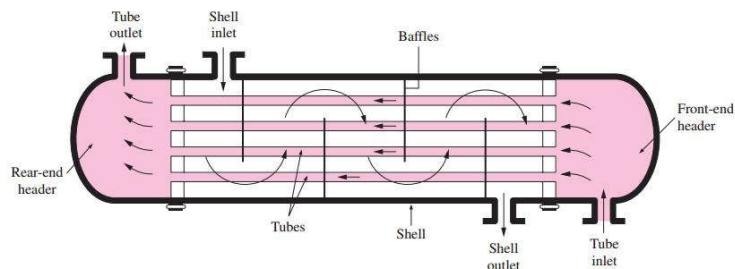 Tube
outlet
Shell
inlet
Baffles
Front-end
header
Rear-end
header
Tubes
Shell
Shell
outlet
Tube
inlet